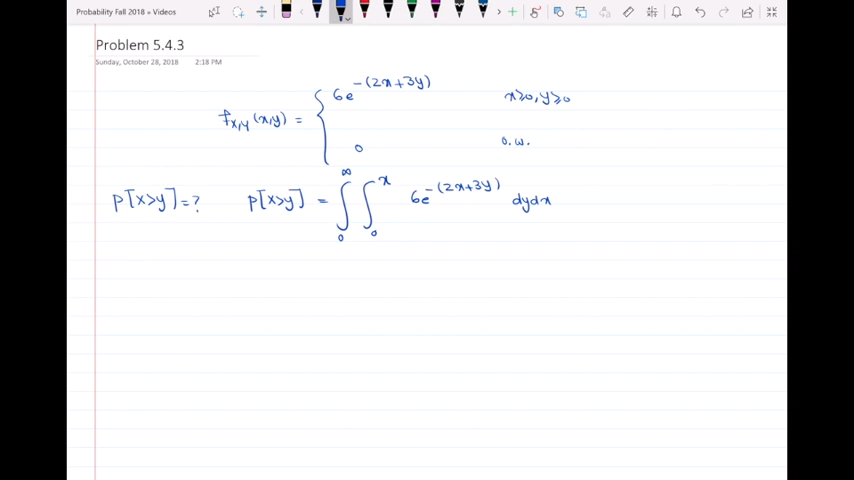 Probability Fall 2018 » Videos
Problem 5.4.3
Sunday, October 28, 2018 2:18 PM
f_{X,Y}(x,y) = { 6e^{-(2x+3y)} x≥0, y≥0
0 o.w.
P[X>Y]=? P[X>Y] = ∫_0^∞ ∫_0^x 6e^{-(2x+3y)} dydx